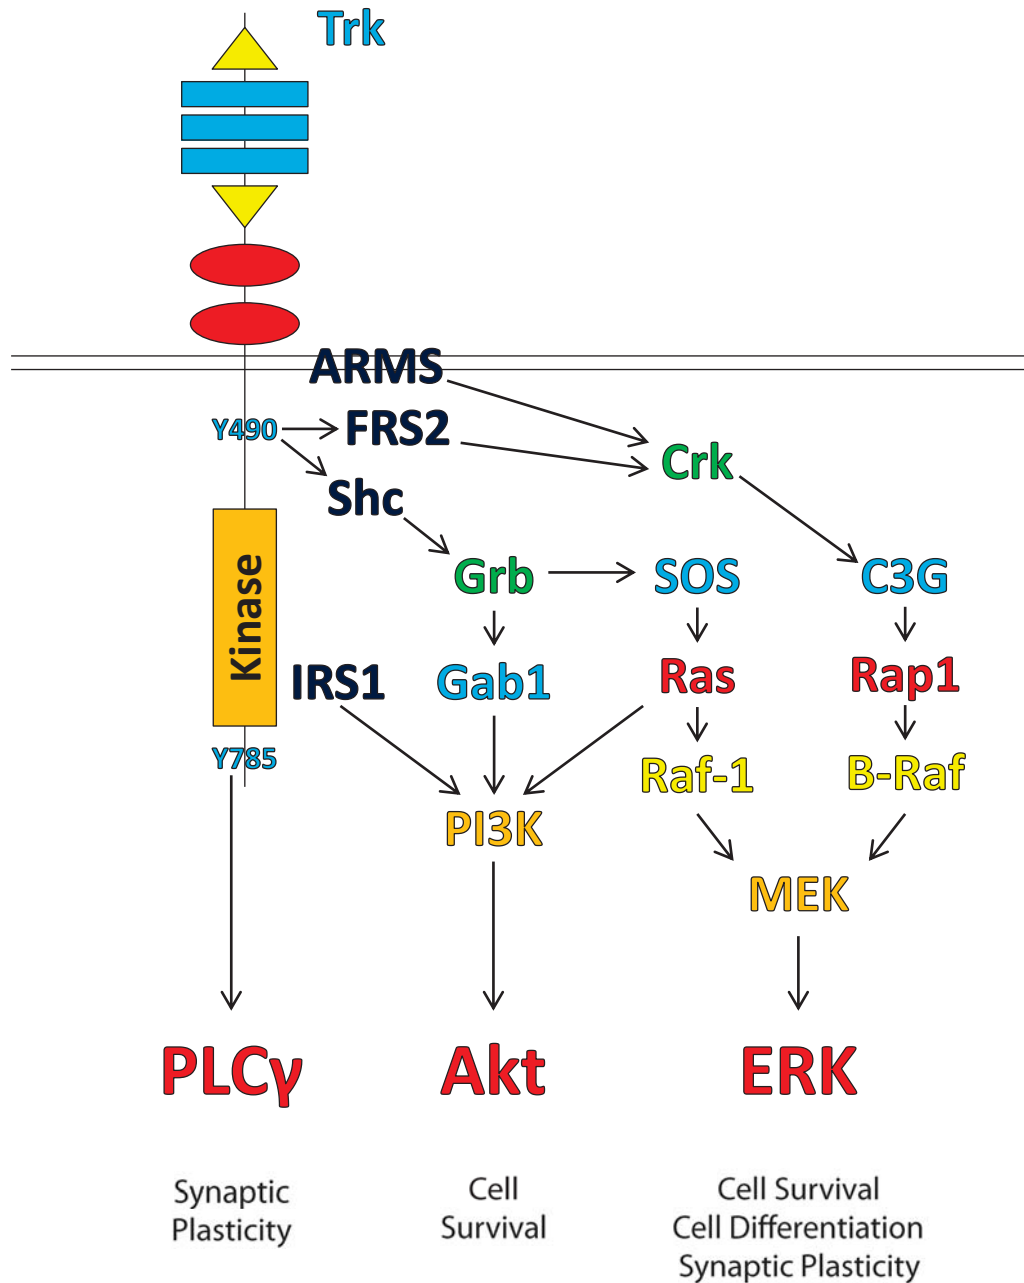 Trk
ARMS
Y490
FRS2
Crk
Shc
Grb
SOS
C3G
Kinase
IRS1
Gab1
Ras
Rap1
Y785
Raf-1
B-Raf
PI3K
MEK
PLCγ
Akt
ERK
Synaptic
Plasticity
Cell
Survival
Cell Survival
Cell Differentiation
Synaptic Plasticity